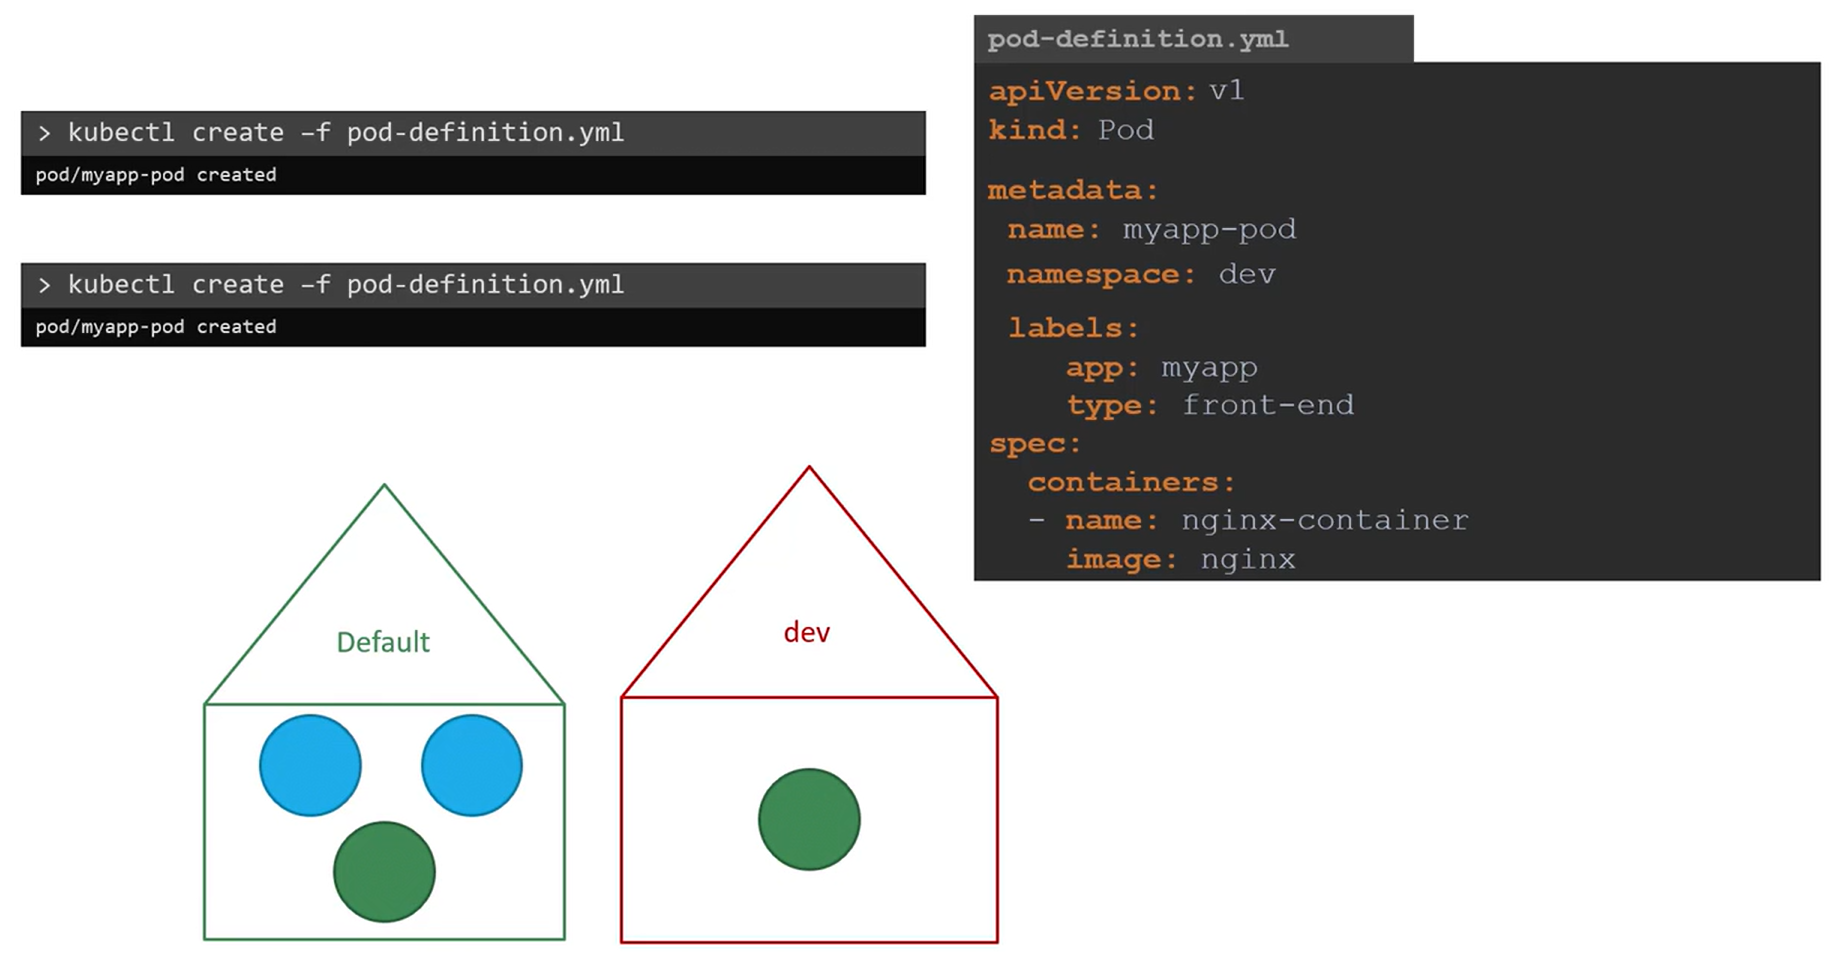 > kubectl create –f pod-definition.yml
pod/myapp-pod created
> kubectl create –f pod-definition.yml
pod/myapp-pod created
pod-definition.yml
apiVersion: v1
kind: Pod
metadata:
name: myapp-pod
namespace: dev
labels:
app: myapp
type: front-end
spec:
containers:
- name: nginx-container
image: nginx
Default
dev